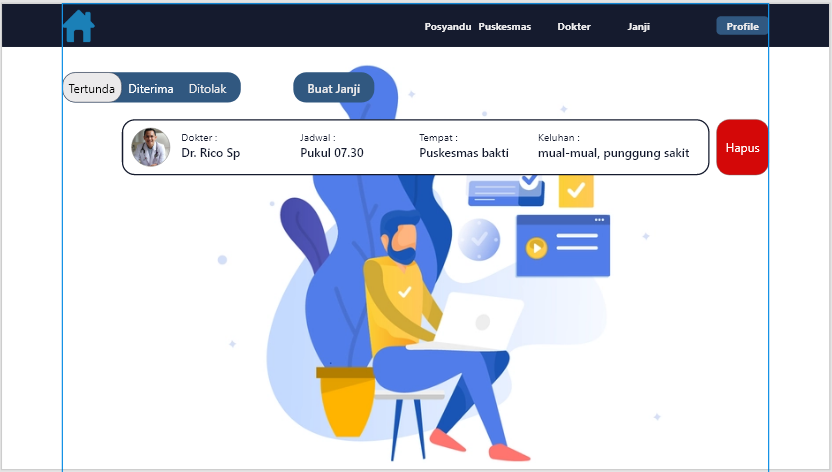 Posyandu Puskesmas Dokter Janji Profile
Tertunda Diterima Ditolak Buat Janji
Dokter : Jadwal : Tempat : Keluhan :
Dr. Rico Sp Pukul 07.30 Puskesmas bakti mual-mual, punggung sakit
Hapus